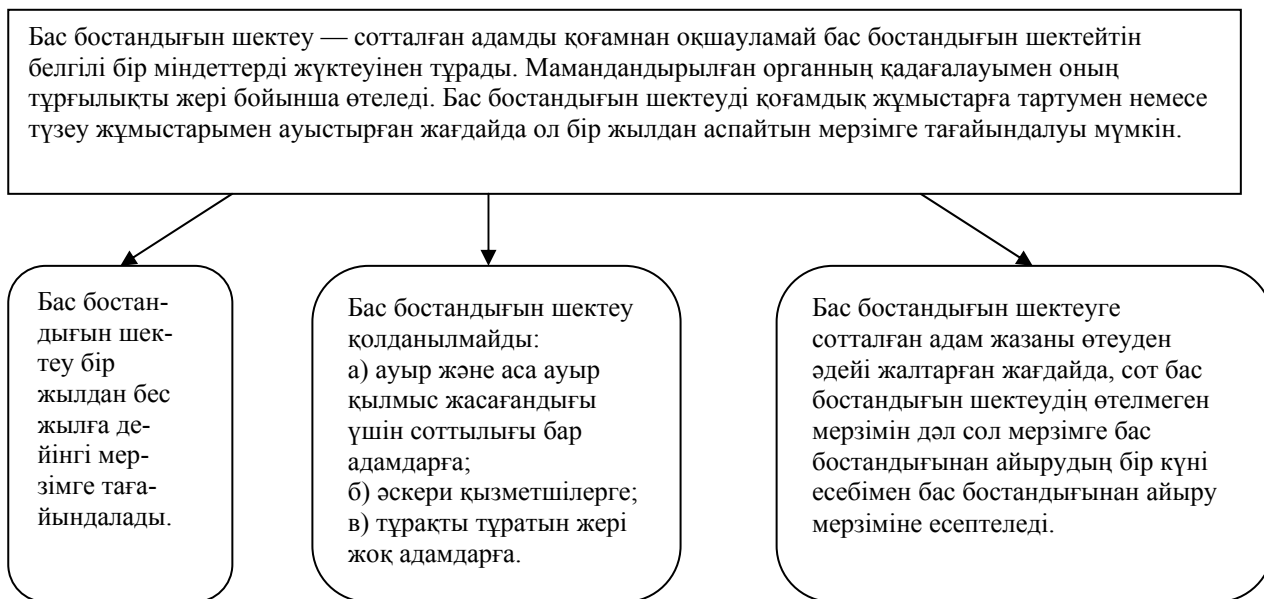 Бас бостандығын шектеу — сотталған адамды қоғамнан оқшауламай бас бостандығын шектейтін
белгілі бір міндеттерді жүктеуінен тұрады. Мамандандырылған органның қадағалауымен оның
тұрғылықты жері бойынша өтеледі. Бас бостандығын шектеуді қоғамдық жұмыстарға тартумен немесе
түзеу жұмыстарымен ауыстырған жағдайда ол бір жылдан аспайтын мерзімге тағайындалуы мүмкін.
Бас бостан-
дығын шек-
теу бір
жылдан бес
жылға де-
йінгі мер-
зімге таға-
йындалады.
Бас бостандығын шектеу
қолданылмайды:
а) ауыр және аса ауыр
қылмыс жасағандығы
үшін соттылығы бар
адамдарға;
б) әскери қызметшілерге;
в) тұрақты тұратын жері
жоқ адамдарға.
Бас бостандығын шектеуге
сотталған адам жазаны өтеуден
әдейі жалтарған жағдайда, сот бас
бостандығын шектеудің өтелмеген
мерзімін дәл сол мерзімге бас
бостандығынан айырудың бір күні
есебімен бас бостандығынан айыру
мерзіміне есептеледі.